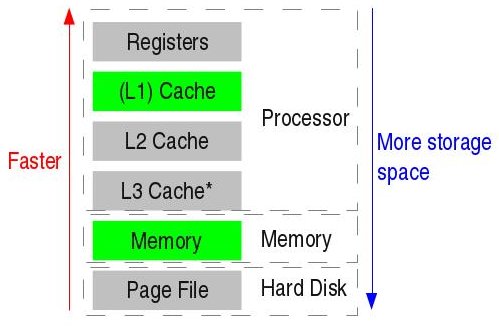 Registers
(L1) Cache
L2 Cache
L3 Cache*
Processor
Memory
Memory
Page File
Hard Disk
Faster
More storage
space